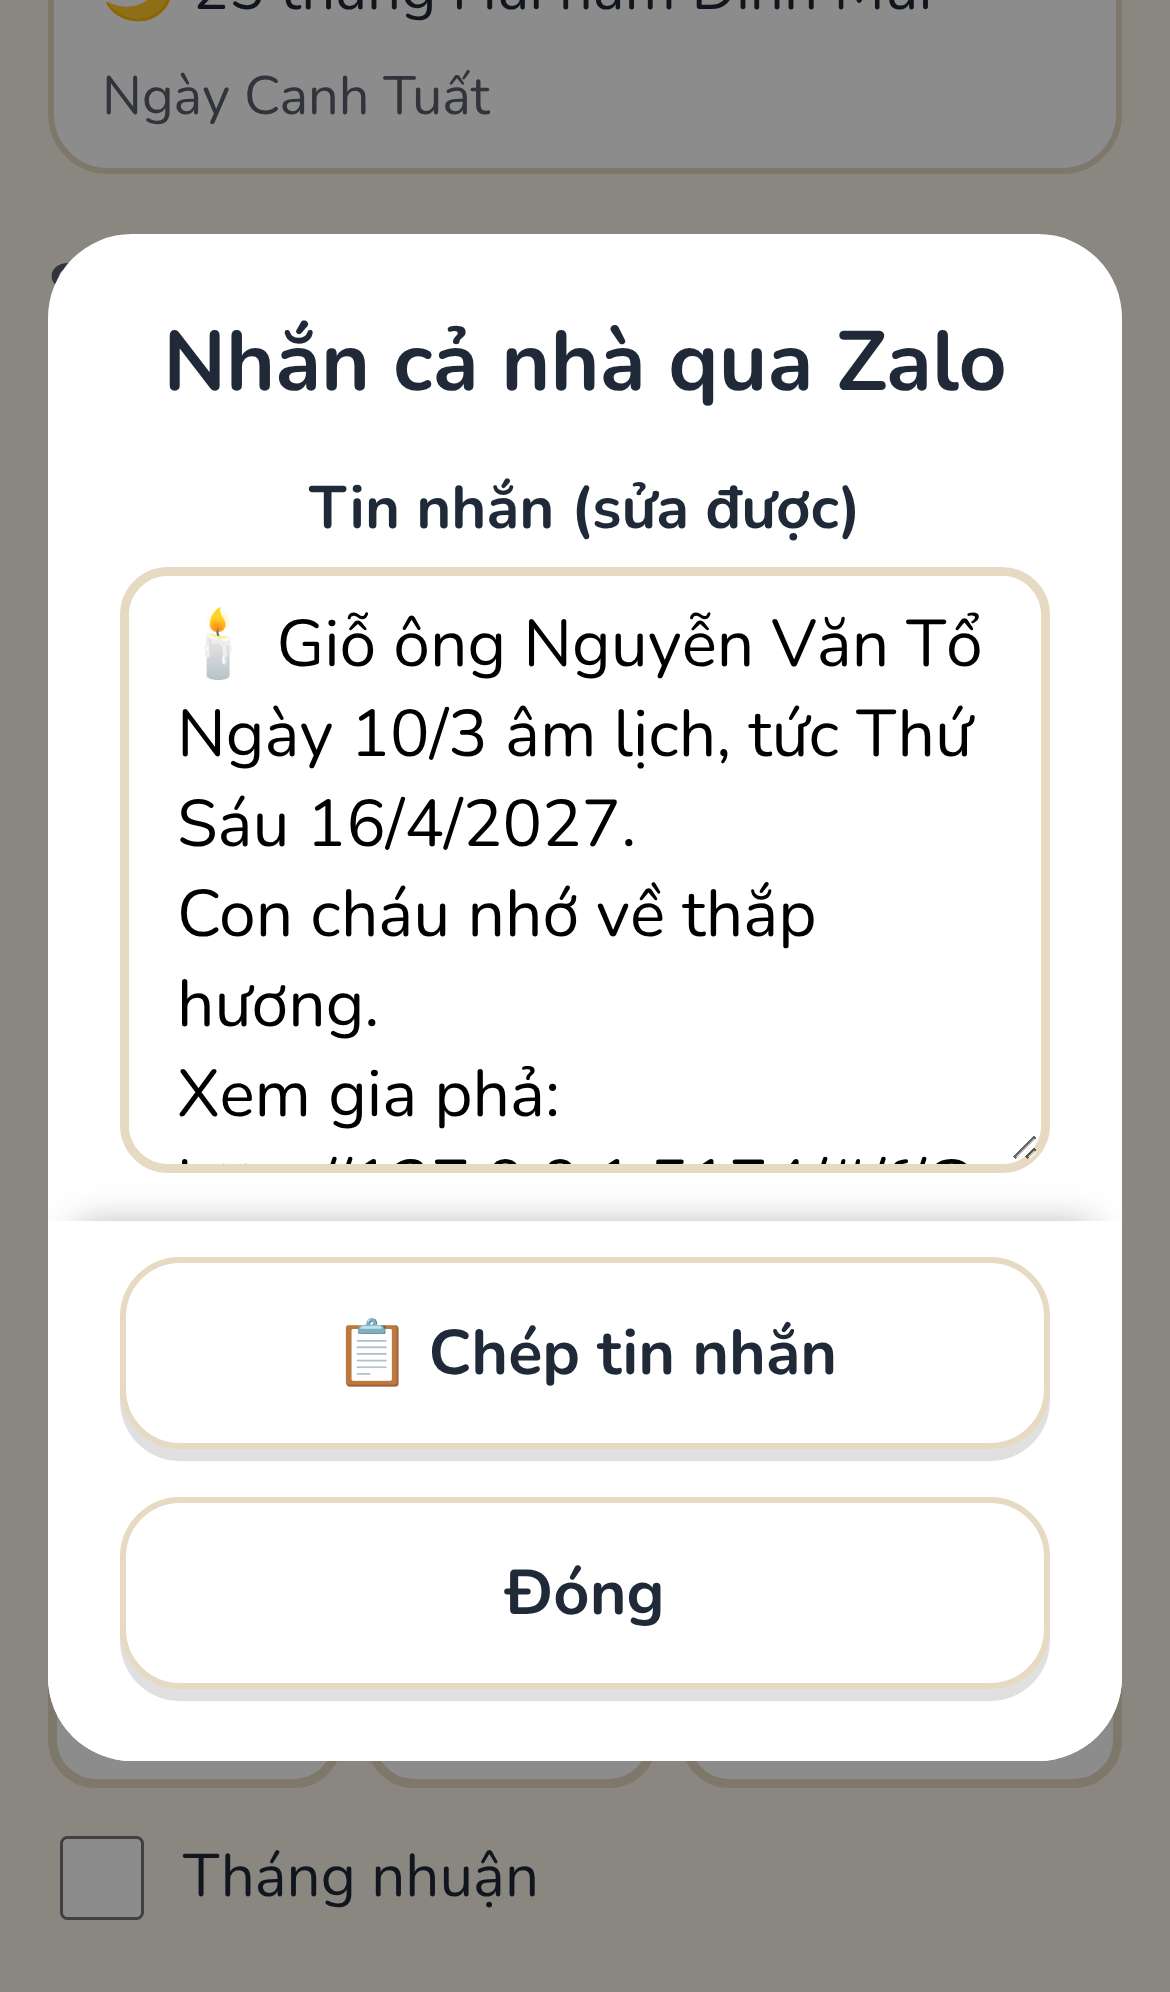 Ngày Canh Tuất
Nhắn cả nhà qua Zalo
Tin nhắn (sửa được)
🕯️ Giỗ ông Nguyễn Văn Tổ
Ngày 10/3 âm lịch, tức Thứ
Sáu 16/4/2027.
Con cháu nhớ về thắp
hương.
Xem gia phả:
📋 Chép tin nhắn
Đóng
Tháng nhuận